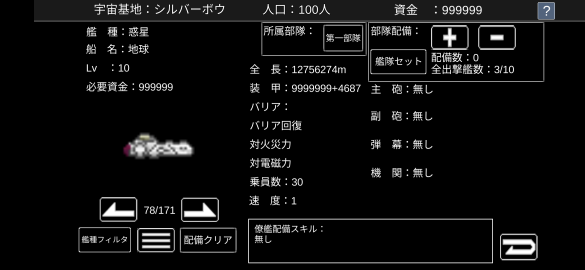 宇宙基地：シルバーボウ　人口：100人　資金　：999999　?
艦　種：惑星
船　名：地球
Lv　：10
必要資金：999999
所属部隊：　第一部隊
部隊配備：　+　-
艦隊セット　配備数：0
全出撃艦数：3/10
全　長：12756274m
装　甲：9999999+4687
バリア：
バリア回復
対火災力
対電磁力
乗員数：30
速　度：1
主　砲：無し
副　砲：無し
弾　幕：無し
機　関：無し
78/171
艦種フィルタ　配備クリア
僚艦配備スキル：
無し